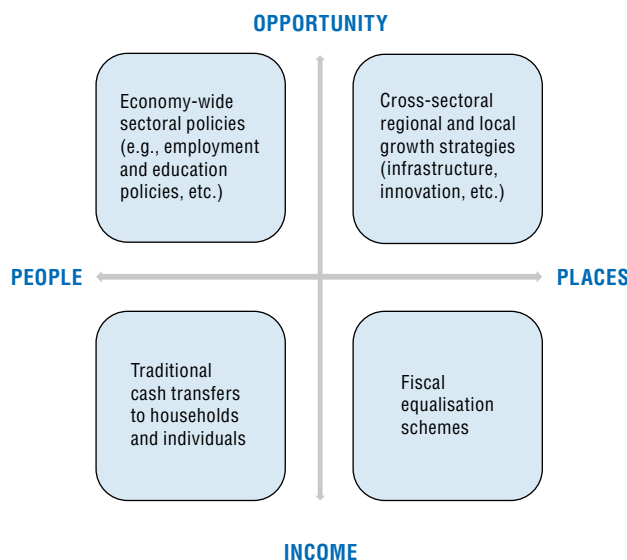 OPPORTUNITY
Economy-wide
sectoral policies
(e.g., employment
and education
policies, etc.)
Cross-sectoral
regional and local
growth strategies
(infrastructure,
innovation, etc.)
PEOPLE
PLACES
Traditional
cash transfers
to households
and individuals
Fiscal
equalisation
schemes
INCOME